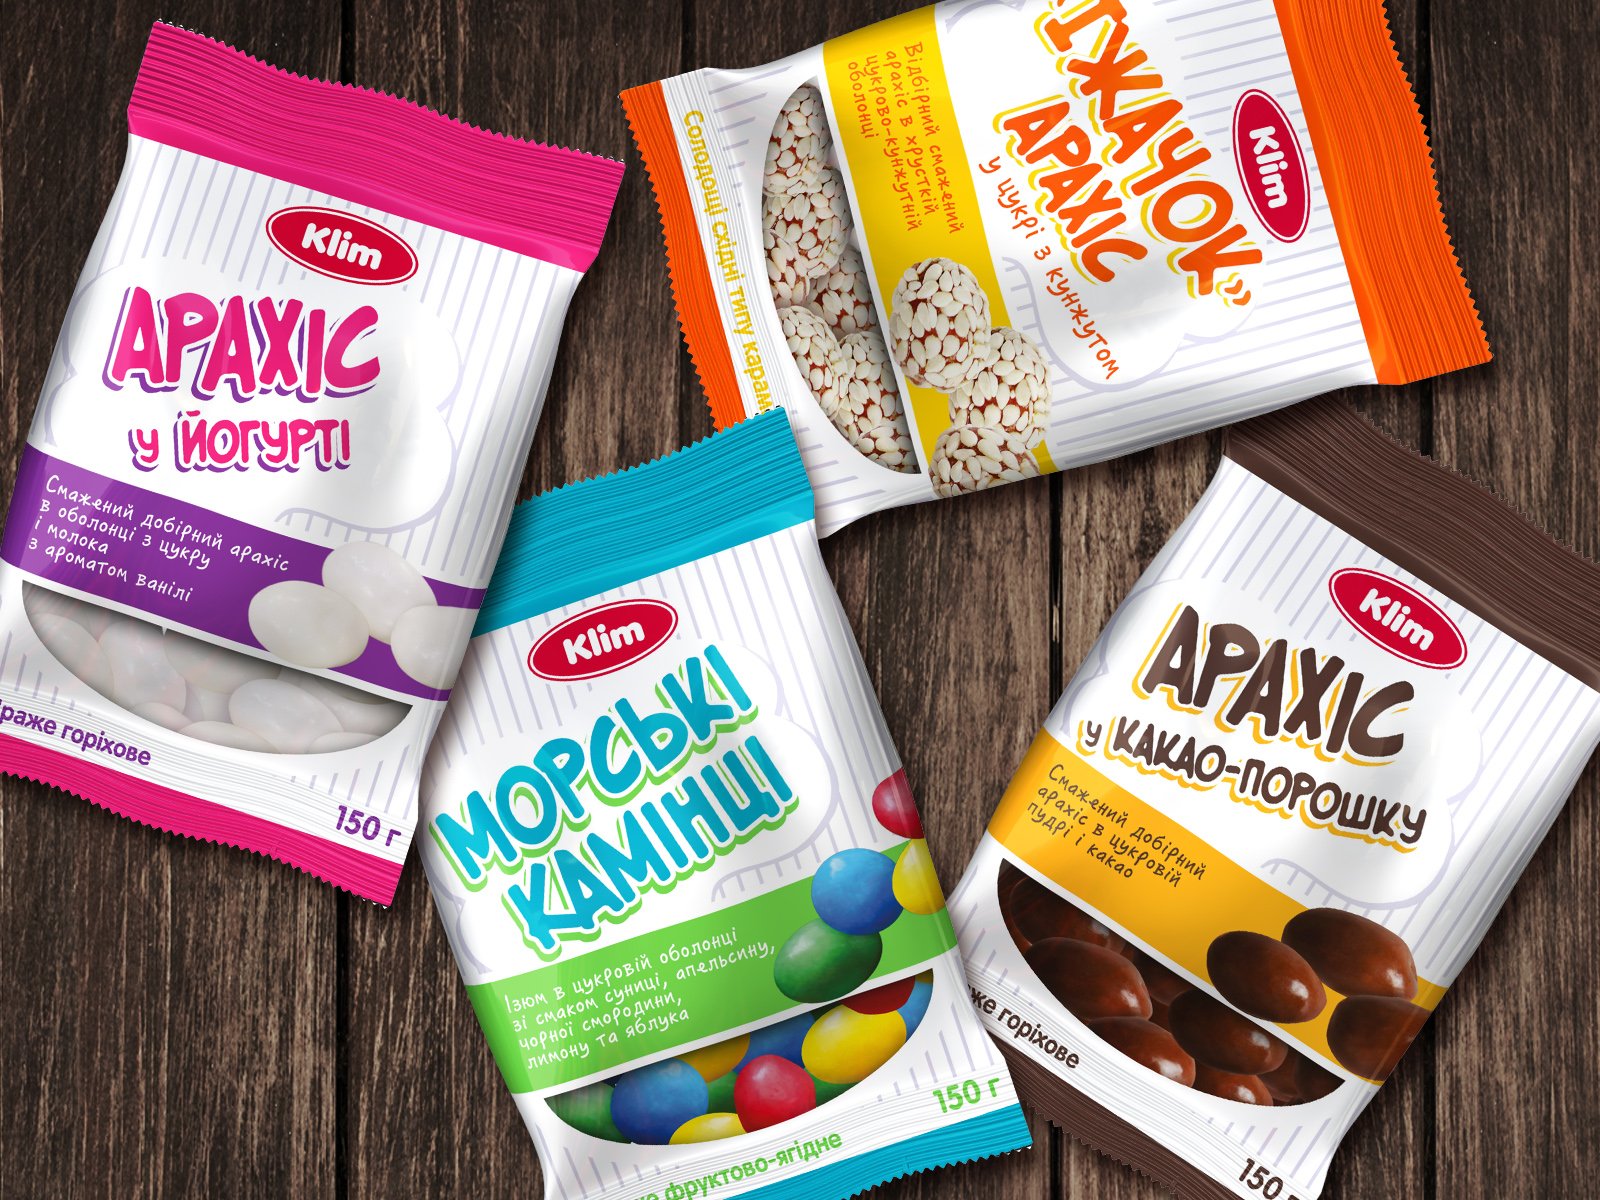 Klim
АРАХІС
у йогурті
Смажений добірний арахіс
в оболонці з цукру
і молока
з ароматом ванілі
горіхове
150 г
Klim
АРАХІС
у цукрі з кунжутом
Відбірний смажений
арахіс в хрусткій
цукрово-кунжутній
оболонці
Солодощі східні типу
Klim
МОРСЬКІ
КАМІНЦІ
Ізюм в цукровій оболонці
зі смаком суниці, апельсину,
чорної смородини,
лимону та яблука
150 г
фруктово-ягідне
Klim
АРАХІС
у КАКАО-ПОРОШКУ
Смажений добірний
арахіс в цукровій
пудрі і какао
горіхове
150 г